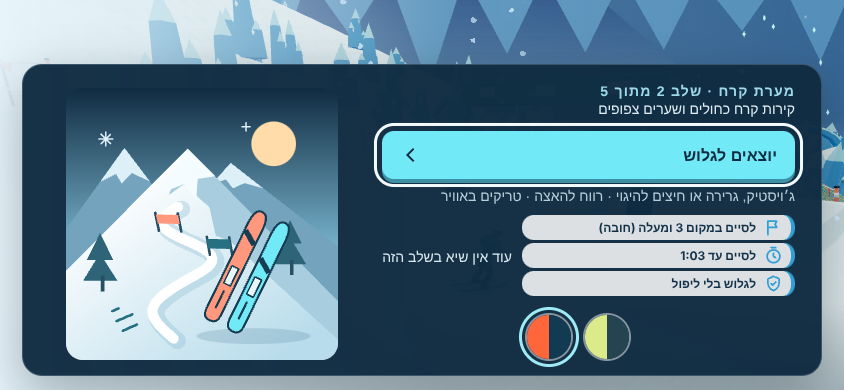 מערת קרח · שלב 2 מתוך 5
קירות קרח כחולים ושערים צפופים
יוצאים לגלוש
ג׳ויסטיק, גרירה או חיצים להיגוי · רווח להאצה · טריקים באוויר
לסיים במקום 3 ומעלה (חובה)
לסיים עד 1:03
עוד אין שיא בשלב הזה
לגלוש בלי ליפול